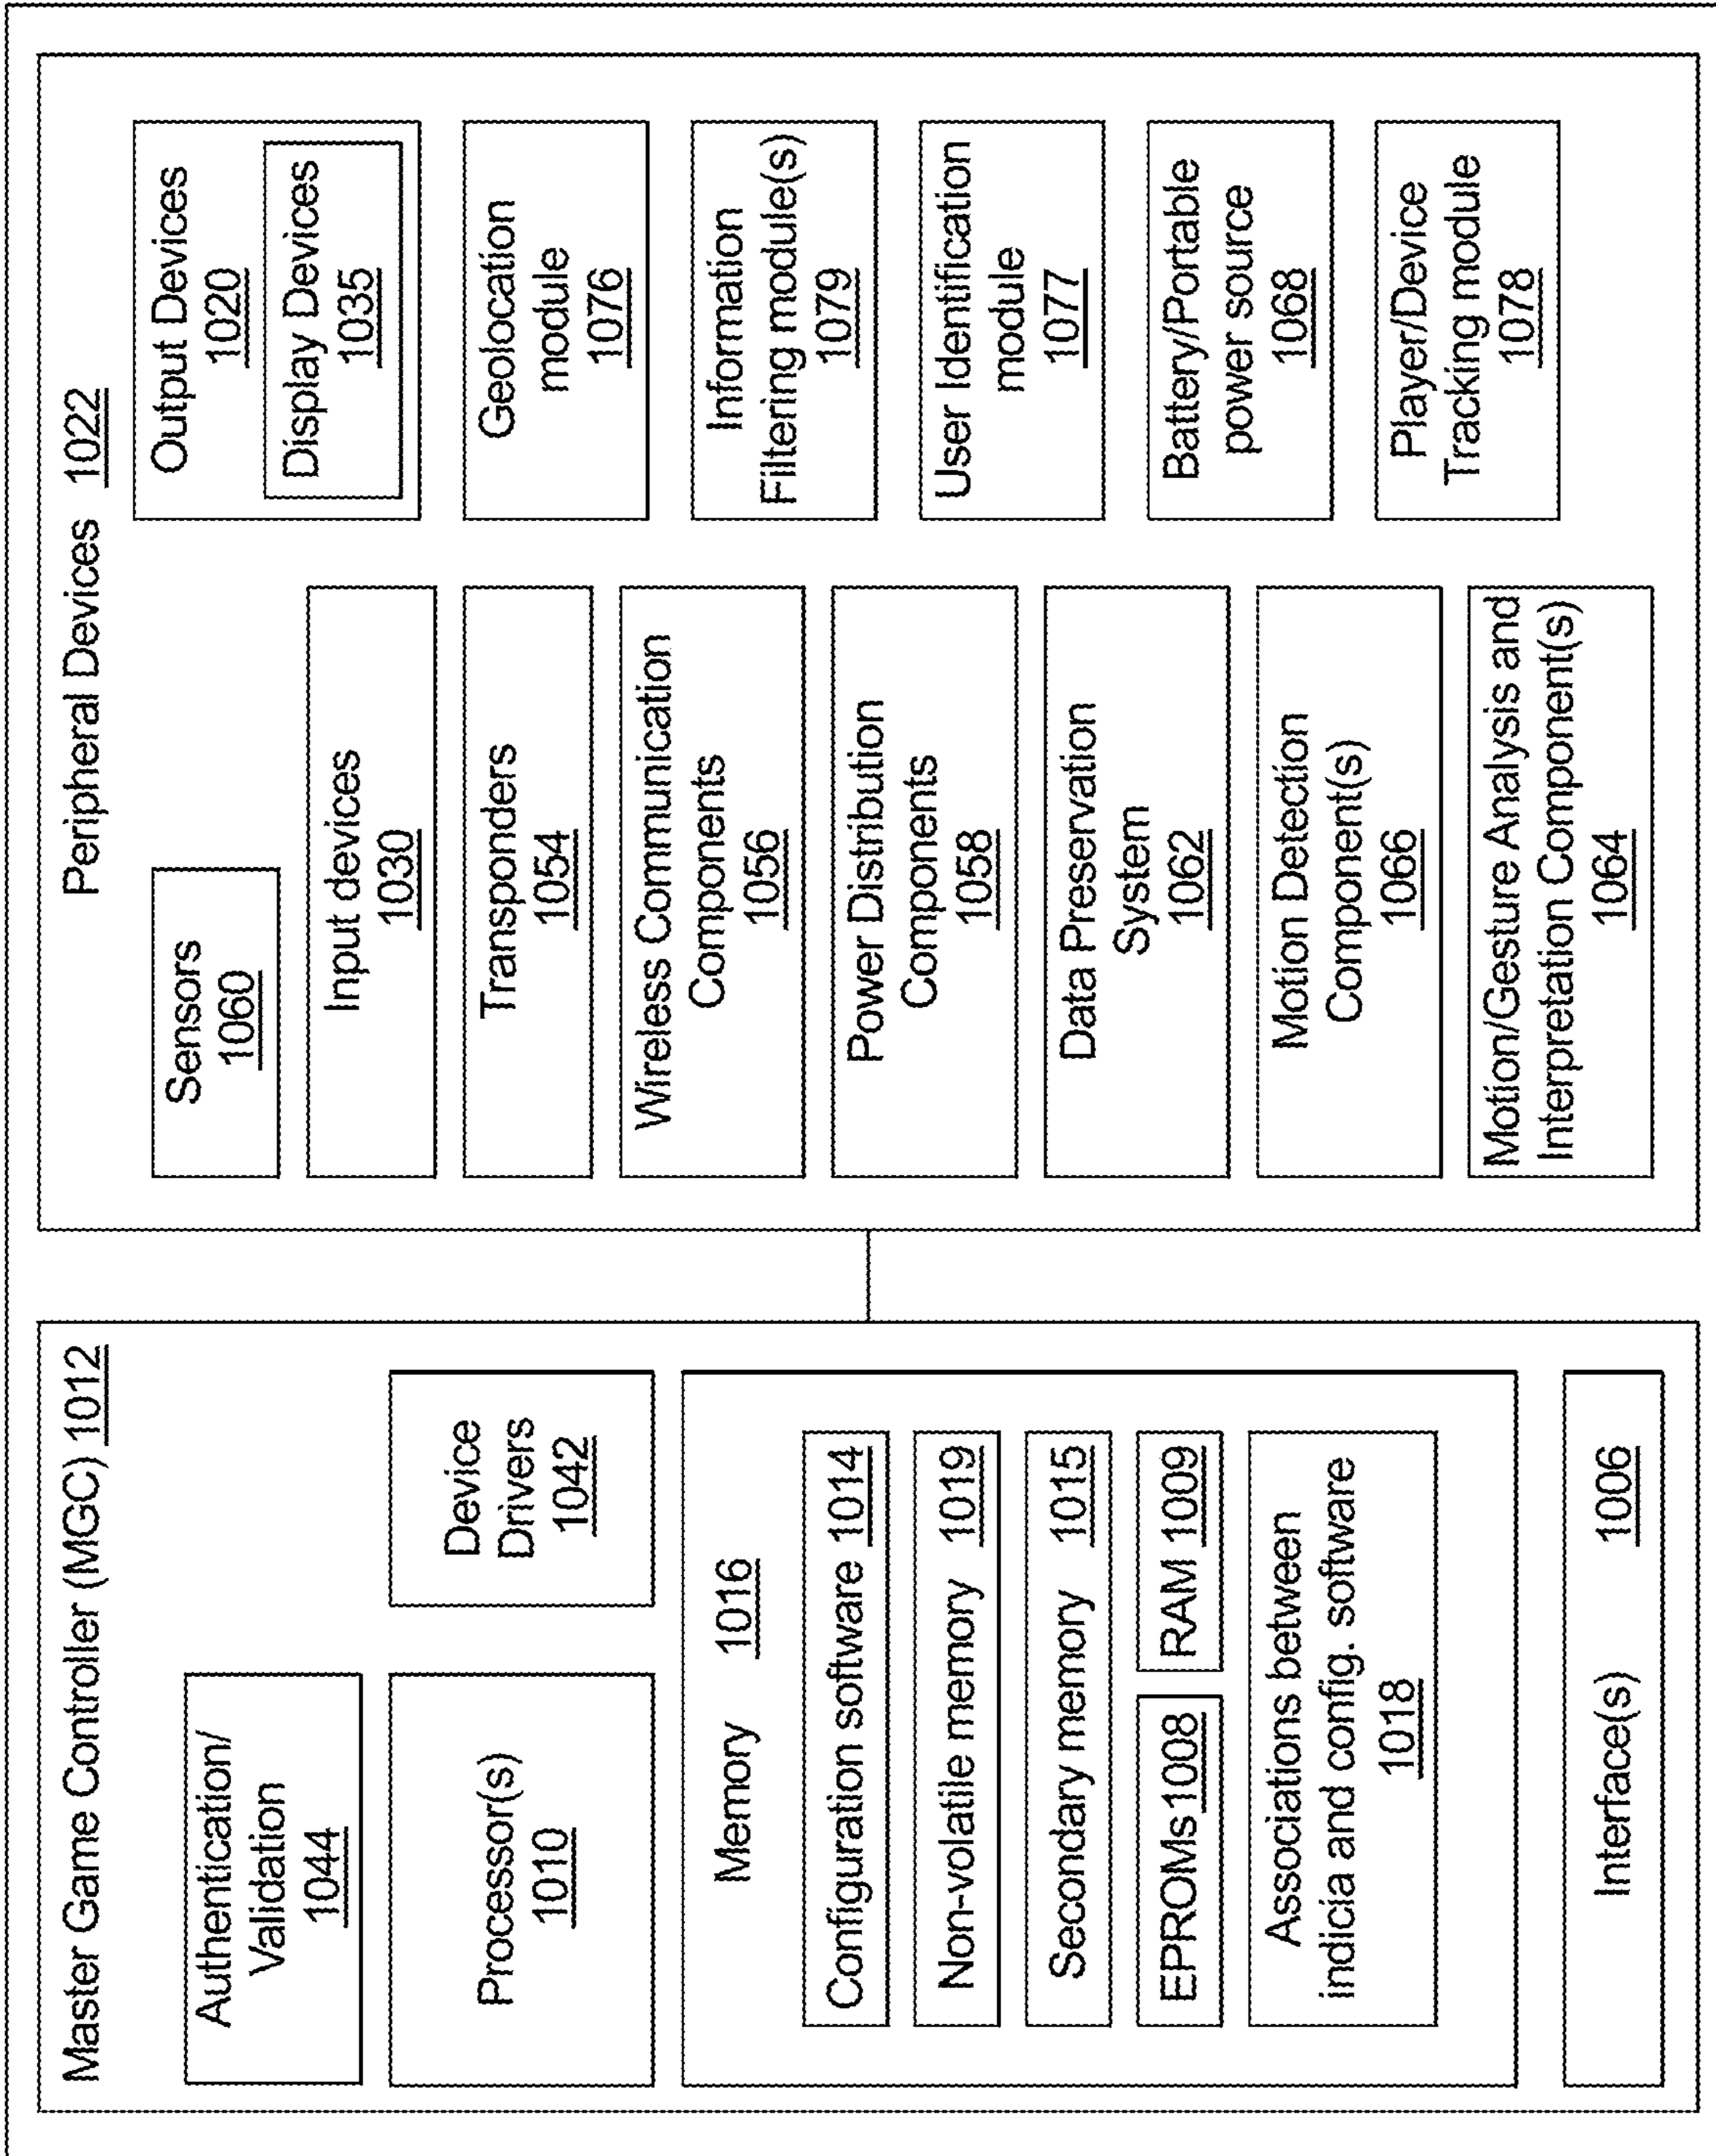 Master Game Controller (MGC) 1012
Authentication/
Validation
1044
Processor(s)
1010
Device
Drivers
1042
Memory 1016
Configuration software 1014
Non-volatile memory 1019
Secondary memory 1015
EPROMs 1008
RAM 1009
Associations between
indicia and config. software
1018
Interface(s) 1006
Peripheral Devices 1022
Sensors
1060
Input devices
1030
Transponders
1054
Wireless Communication
Components
1056
Power Distribution
Components
1058
Data Preservation
System
1062
Motion Detection
Component(s)
1066
Motion/Gesture Analysis and
Interpretation Component(s)
1064
Output Devices
1020
Display Devices
1035
Geolocation
module
1076
Information
Filtering module(s)
1079
User Identification
module
1077
Battery/Portable
power source
1068
Player/Device
Tracking module
1078